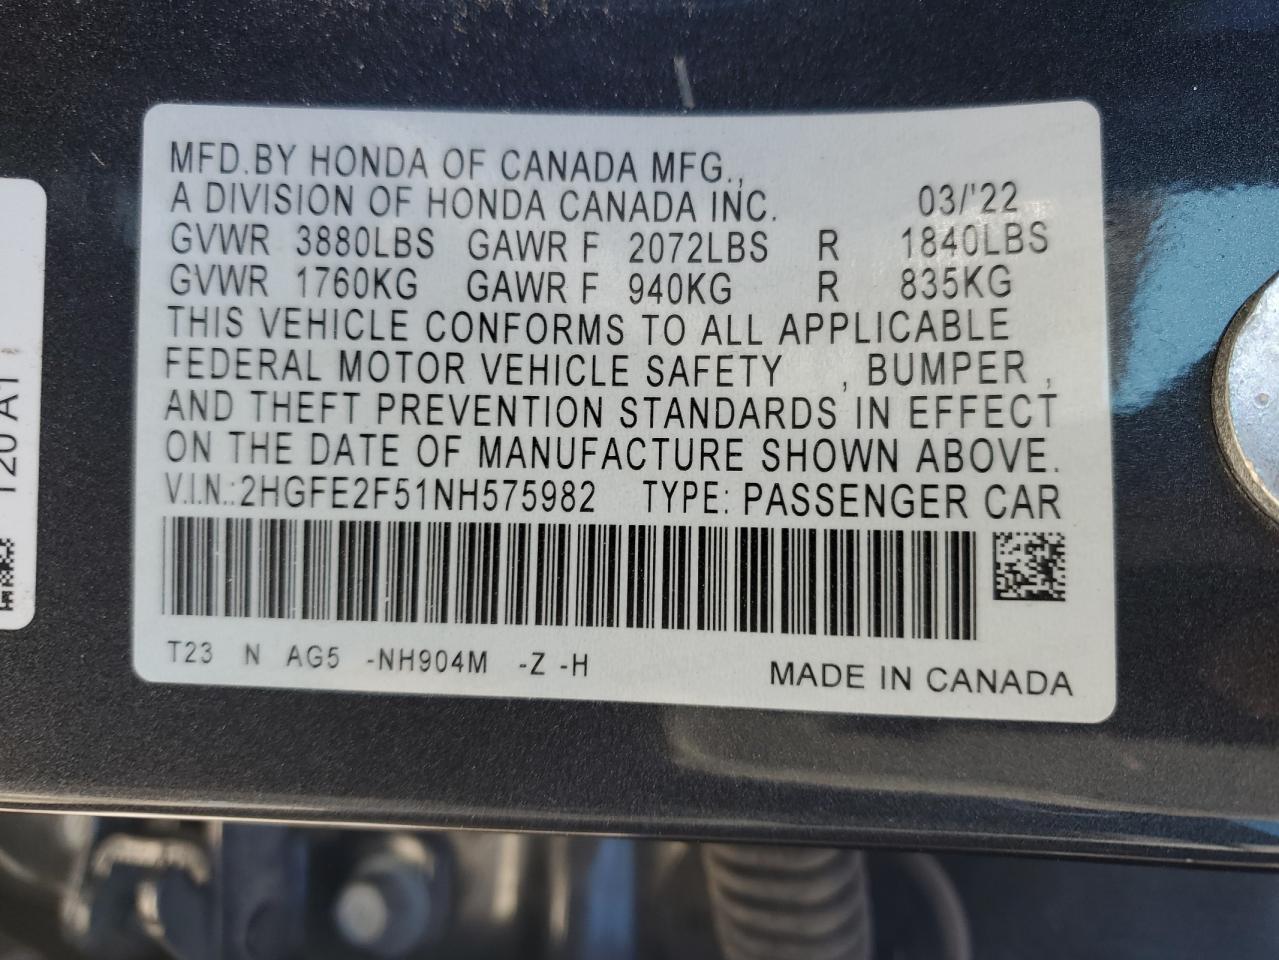 MFD.BY HONDA OF CANADA MFG.,
A DIVISION OF HONDA CANADA INC. 03/'22
GVWR 3880LBS GAWR F 2072LBS R 1840LBS
GVWR 1760KG GAWR F 940KG R 835KG
THIS VEHICLE CONFORMS TO ALL APPLICABLE
FEDERAL MOTOR VEHICLE SAFETY , BUMPER ,
AND THEFT PREVENTION STANDARDS IN EFFECT
ON THE DATE OF MANUFACTURE SHOWN ABOVE.
V.I.N.:2HGFE2F51NH575982 TYPE: PASSENGER CAR
T23 N AG5 -NH904M -Z -H
MADE IN CANADA